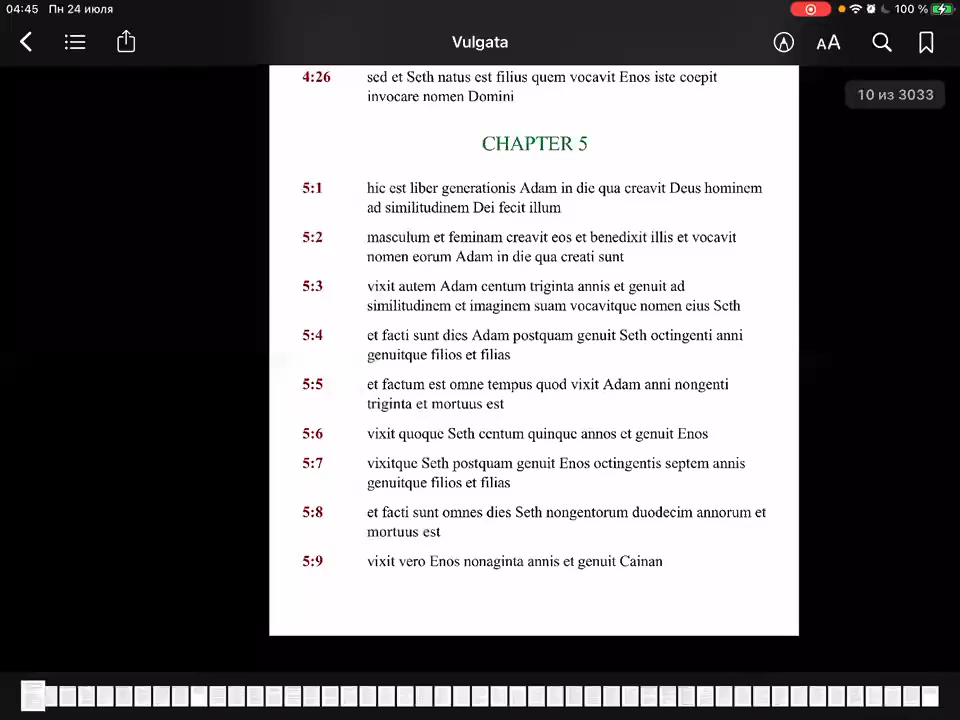 04:45 Пн 24 июля
100 %
Vulgata
AA
10 из 3033
4:26 sed et Seth natus est filius quem vocavit Enos iste coepit
invocare nomen Domini
CHAPTER 5
5:1 hic est liber generationis Adam in die qua creavit Deus hominem
ad similitudinem Dei fecit illum
5:2 masculum et feminam creavit eos et benedixit illis et vocavit
nomen eorum Adam in die qua creati sunt
5:3 vixit autem Adam centum triginta annis et genuit ad
similitudinem et imaginem suam vocavitque nomen eius Seth
5:4 et facti sunt dies Adam postquam genuit Seth octingenti anni
genuitque filios et filias
5:5 et factum est omne tempus quod vixit Adam anni nongenti
triginta et mortuus est
5:6 vixit quoque Seth centum quinque annos et genuit Enos
5:7 vixitque Seth postquam genuit Enos octingentis septem annis
genuitque filios et filias
5:8 et facti sunt omnes dies Seth nongentorum duodecim annorum et
mortuus est
5:9 vixit vero Enos nonaginta annis et genuit Cainan